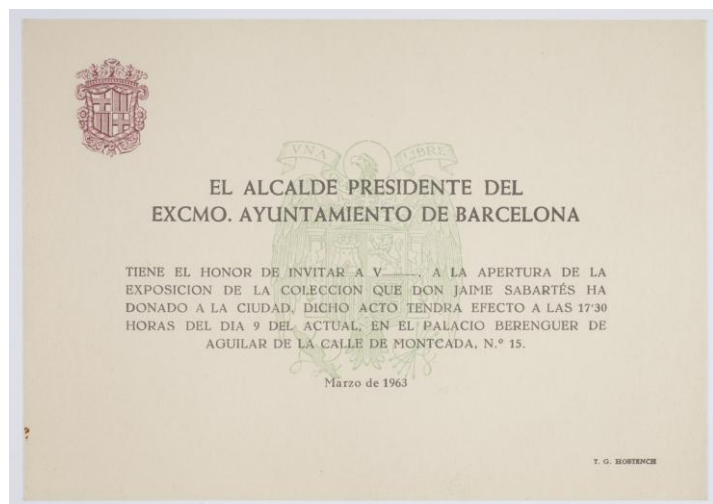 UNA
LIBRE
EL ALCALDE PRESIDENTE DEL
EXCMO. AYUNTAMIENTO DE BARCELONA
TIENE EL HONOR DE INVITAR A V____, A LA APERTURA DE LA
EXPOSICION DE LA COLECCION QUE DON JAIME SABARTÉS HA
DONADO A LA CIUDAD, DICHO ACTO TENDRA EFECTO A LAS 17'30
HORAS DEL DIA 9 DEL ACTUAL, EN EL PALACIO BERENGUER DE
AGUILAR DE LA CALLE DE MONTCADA, N.º 15.
Marzo de 1963
T. G. HOSTENCH